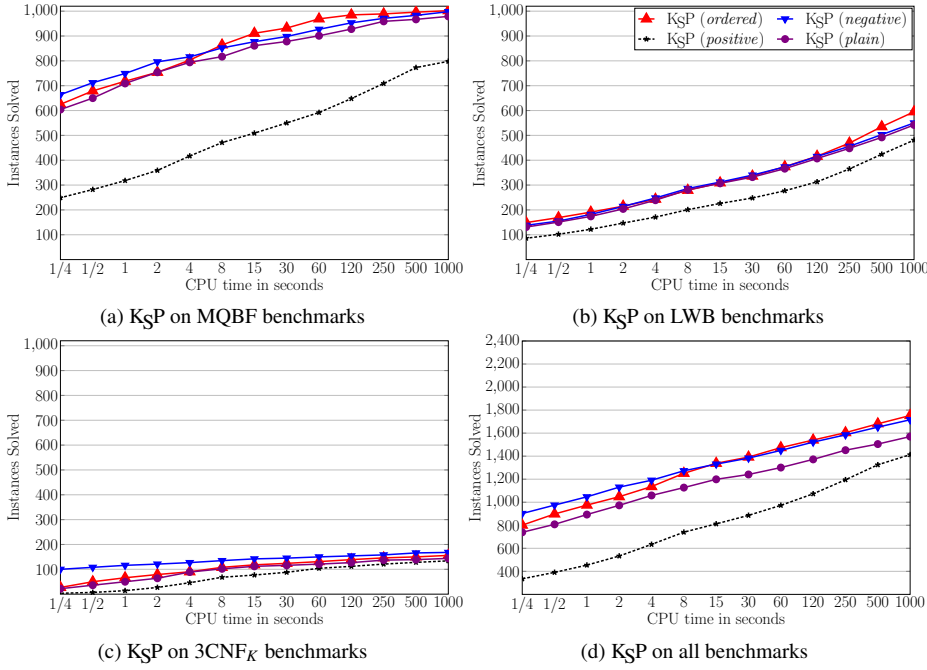 1,000
900
800
700
600
500
400
300
200
100
Instances Solved
1/4 1/2 1 2 4 8 15 30 60 120 250 500 1000
CPU time in seconds
(a) KSP on MQBF benchmarks
KSP (ordered) KSP (negative)
KSP (positive) KSP (plain)
1,000
900
800
700
600
500
400
300
200
100
Instances Solved
1/4 1/2 1 2 4 8 15 30 60 120 250 500 1000
CPU time in seconds
(b) KSP on LWB benchmarks
1,000
900
800
700
600
500
400
300
200
100
Instances Solved
1/4 1/2 1 2 4 8 15 30 60 120 250 500 1000
CPU time in seconds
(c) KSP on 3CNFK benchmarks
2,400
2,200
2,000
1,800
1,600
1,400
1,200
1,000
800
600
400
Instances Solved
1/4 1/2 1 2 4 8 15 30 60 120 250 500 1000
CPU time in seconds
(d) KSP on all benchmarks